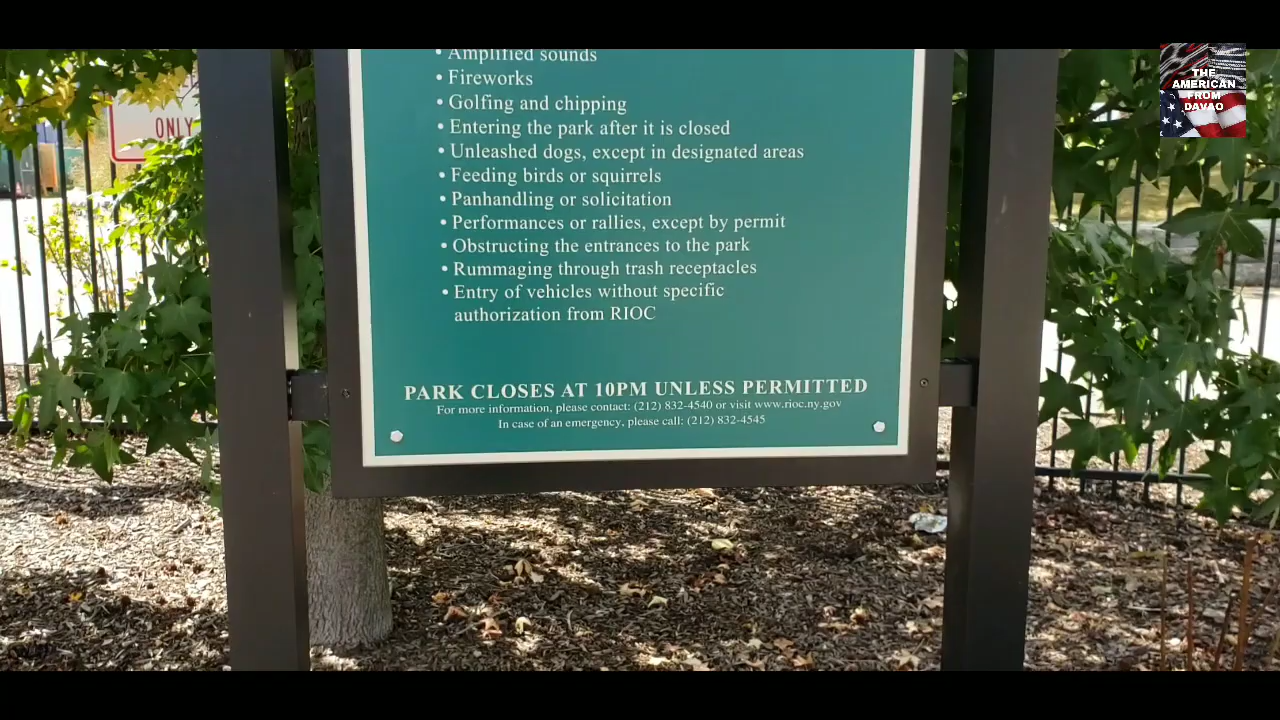 • Amplified sounds
• Fireworks
• Golfing and chipping
• Entering the park after it is closed
• Unleashed dogs, except in designated areas
• Feeding birds or squirrels
• Panhandling or solicitation
• Performances or rallies, except by permit
• Obstructing the entrances to the park
• Rummaging through trash receptacles
• Entry of vehicles without specific
authorization from RIOC
PARK CLOSES AT 10PM UNLESS PERMITTED
For more information, please contact: (212) 832-4540 or visit www.rioc.ny.gov
In case of an emergency, please call: (212) 832-4545
ONLY
THE
AMERICAN
FROM
DAVAO